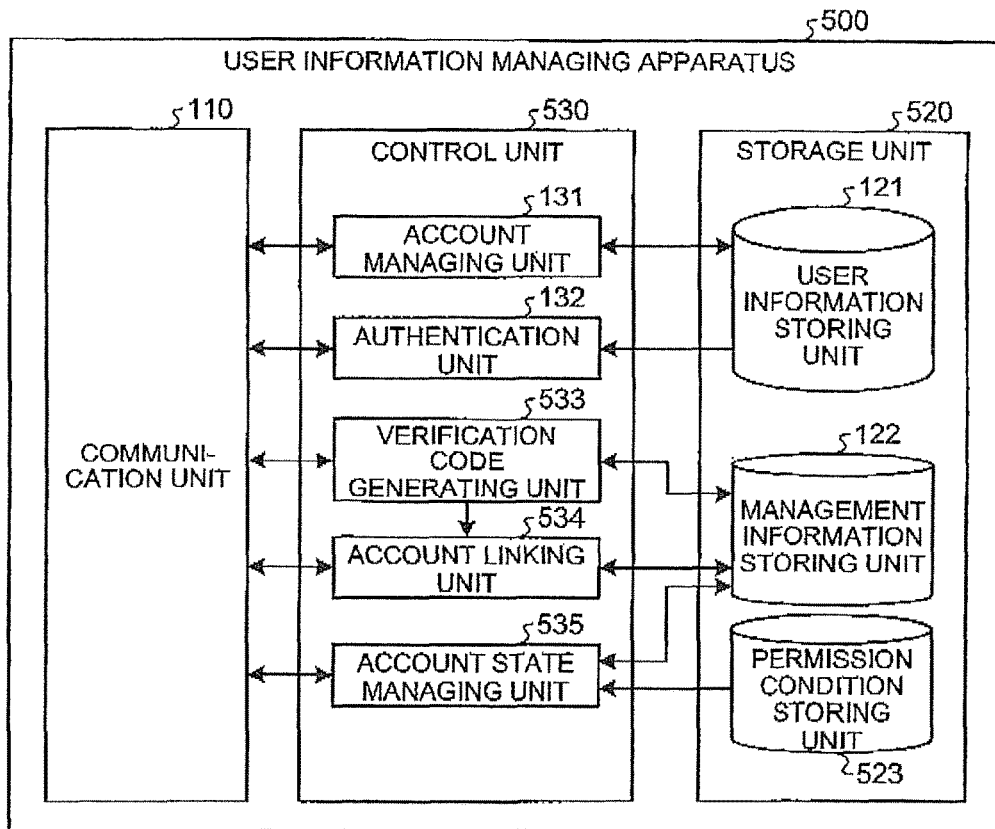 500
USER INFORMATION MANAGING APPARATUS
110
530
520
COMMUNI-
CATION UNIT
CONTROL UNIT
131
ACCOUNT
MANAGING UNIT
132
AUTHENTICATION
UNIT
533
VERIFICATION
CODE
GENERATING UNIT
534
ACCOUNT LINKING
UNIT
535
ACCOUNT STATE
MANAGING UNIT
STORAGE UNIT
121
USER
INFORMATION
STORING
UNIT
122
MANAGEMENT
INFORMATION
STORING UNIT
PERMISSION
CONDITION
STORING
UNIT
523